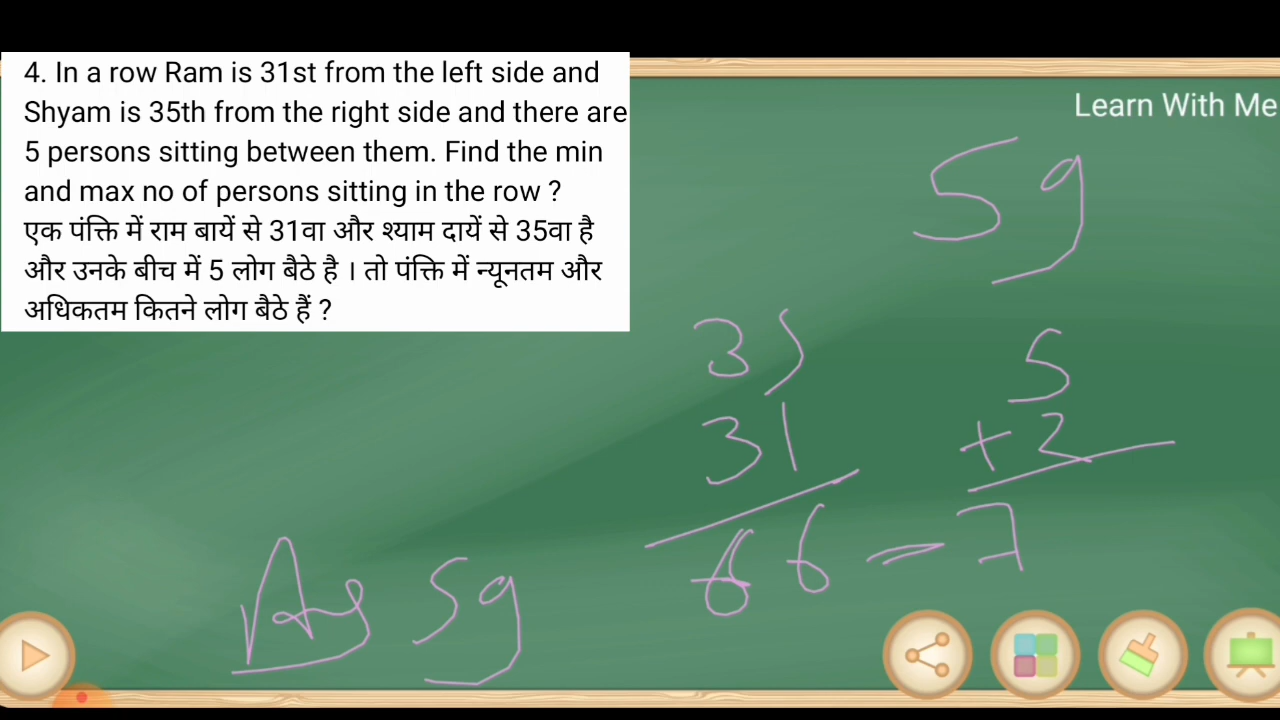 4. In a row Ram is 31st from the left side and
Shyam is 35th from the right side and there are
5 persons sitting between them. Find the min
and max no of persons sitting in the row ?
एक पंक्ति में राम बायें से 31वा और श्याम दायें से 35वा है
और उनके बीच में 5 लोग बैठे है । तो पंक्ति में न्यूनतम और
अधिकतम कितने लोग बैठे हैं ?
Learn With Me
59
35
31
66 - 7
5
+ 2
Ans 59